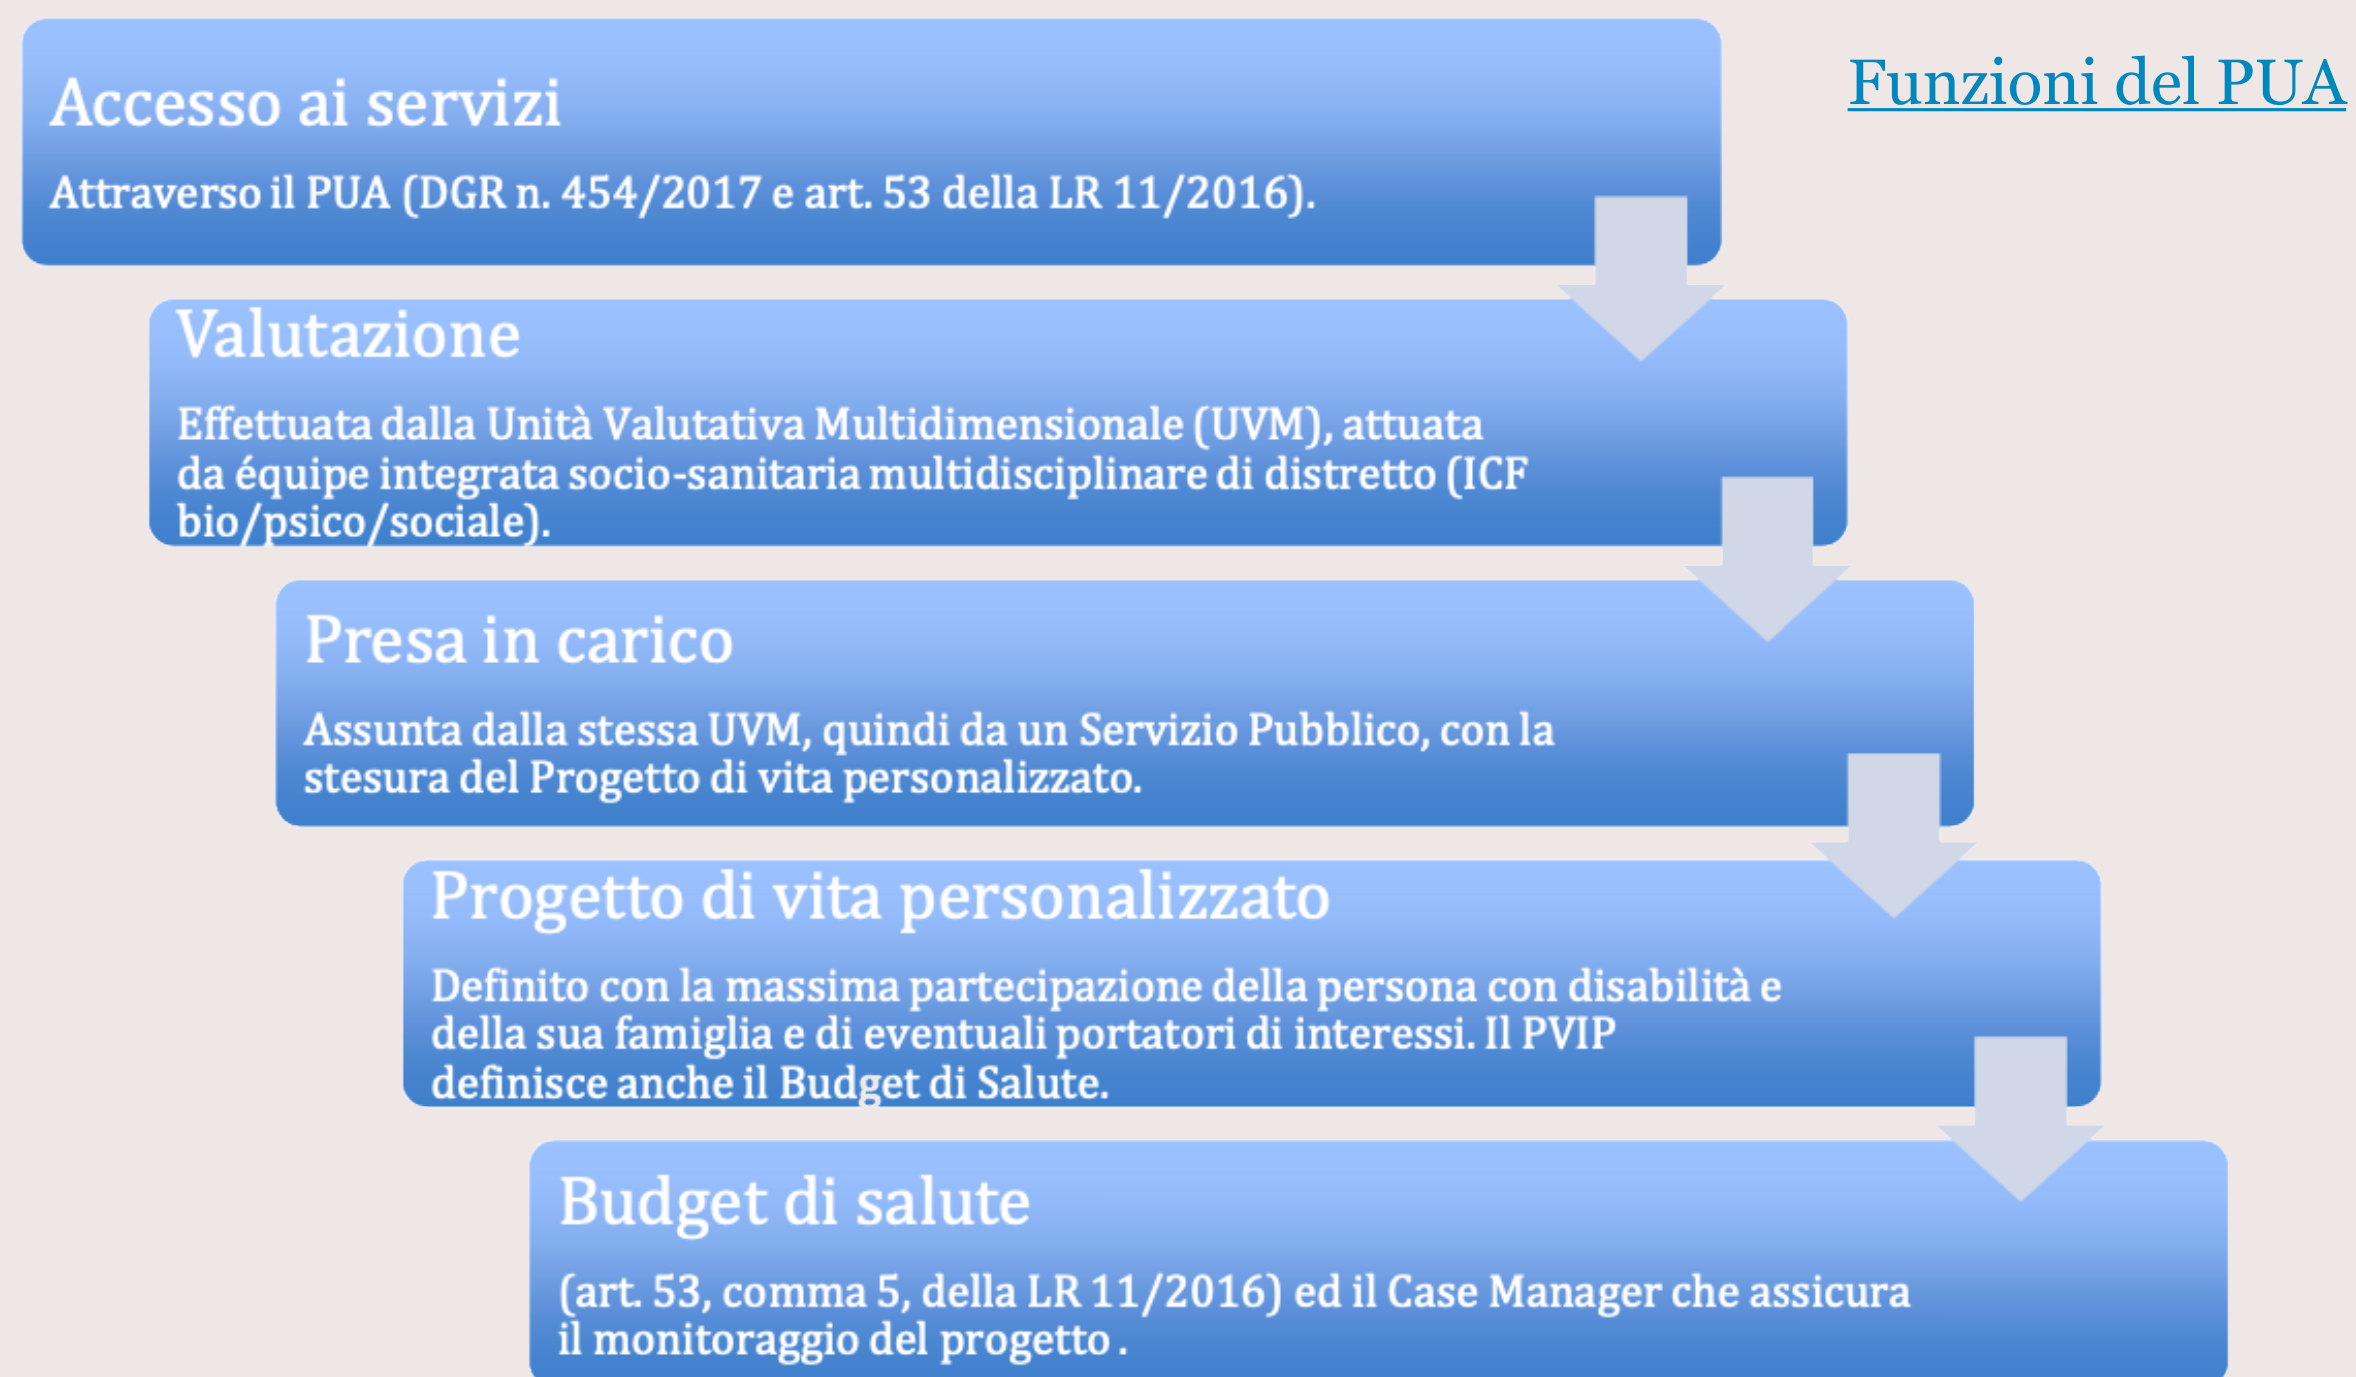 Funzioni del PUA
Accesso ai servizi
Attraverso il PUA (DGR n. 454/2017 e art. 53 della LR 11/2016).
Valutazione
Effettuata dalla Unità Valutativa Multidimensionale (UVM), attuata
da équipe integrata socio-sanitaria multidisciplinare di distretto (ICF
bio/psico/sociale).
Presa in carico
Assunta dalla stessa UVM, quindi da un Servizio Pubblico, con la
stesura del Progetto di vita personalizzato.
Progetto di vita personalizzato
Definito con la massima partecipazione della persona con disabilità e
della sua famiglia e di eventuali portatori di interessi. Il PVIP
definisce anche il Budget di Salute.
Budget di salute
(art. 53, comma 5, della LR 11/2016) ed il Case Manager che assicura
il monitoraggio del progetto .